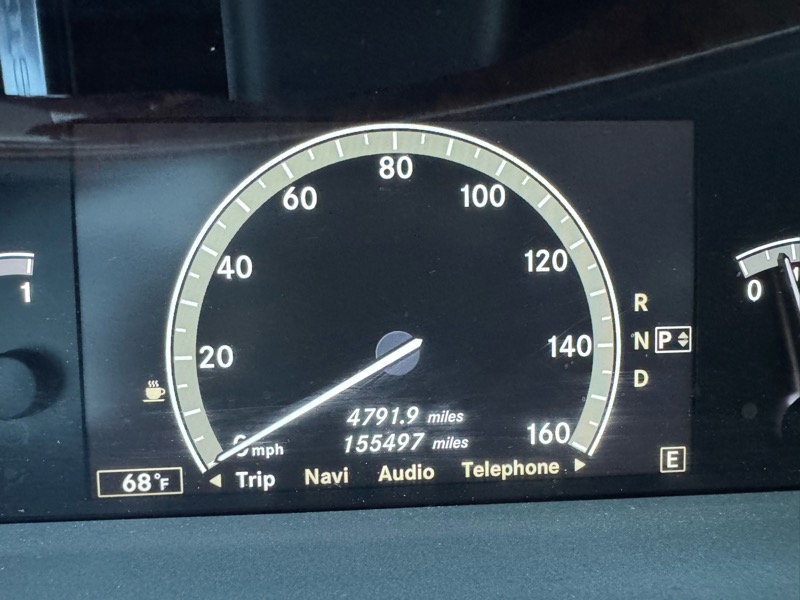 80
60
100
40
120
1
0
R
20
140
N
P
D
4791.9 miles
155497 miles
160
0 mph
E
68°F
Trip Navi Audio Telephone